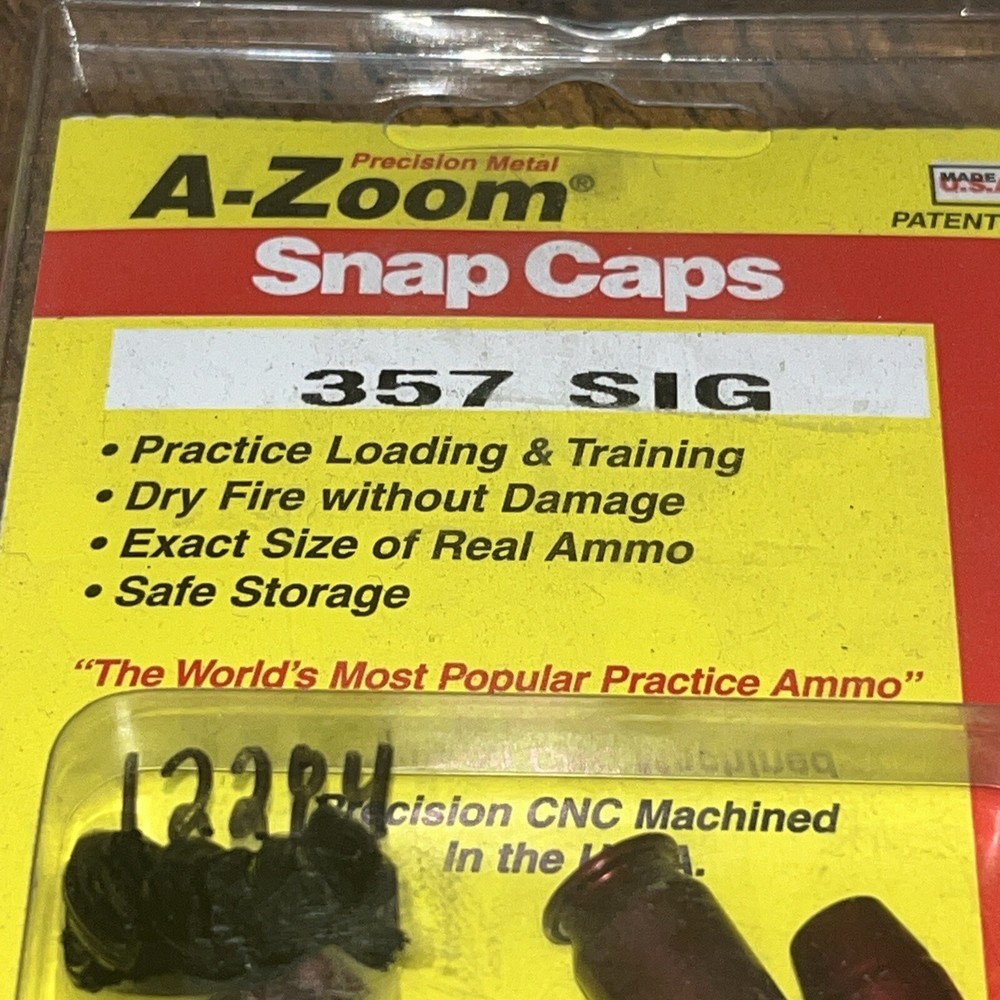 Precision Metal
A-Zoom®
MADE
U.S.A
PATENT
Snap Caps
357 SIG
• Practice Loading & Training
• Dry Fire without Damage
• Exact Size of Real Ammo
• Safe Storage
“The World’s Most Popular Practice Ammo”
Precision CNC Machined
In the